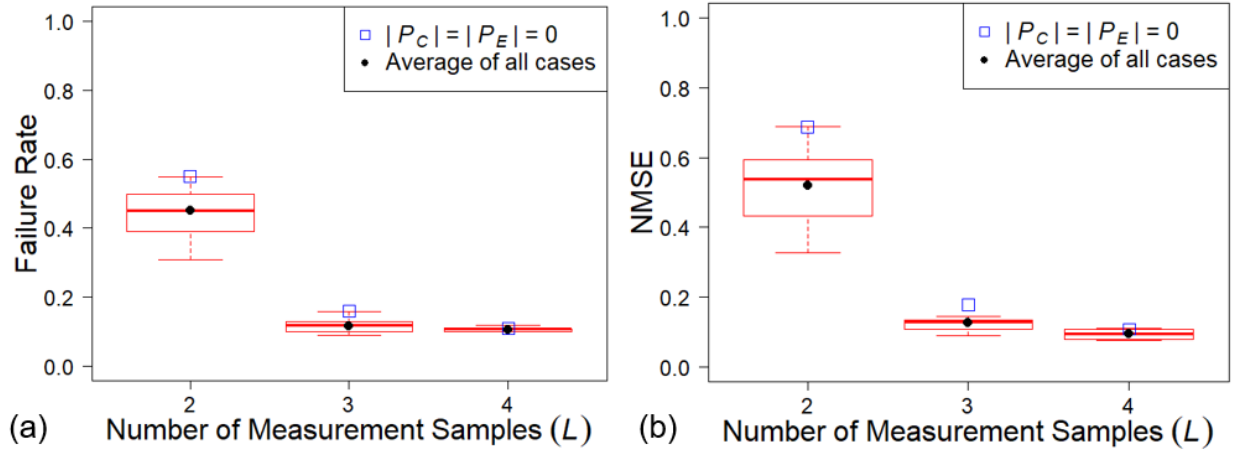 1.0
0.8
0.6
0.4
0.2
0.0
Failure Rate
| P_C | = | P_E | = 0
Average of all cases
2
3
4
(a)
Number of Measurement Samples (L)
1.0
0.8
0.6
0.4
0.2
0.0
NMSE
| P_C | = | P_E | = 0
Average of all cases
2
3
4
(b)
Number of Measurement Samples (L)